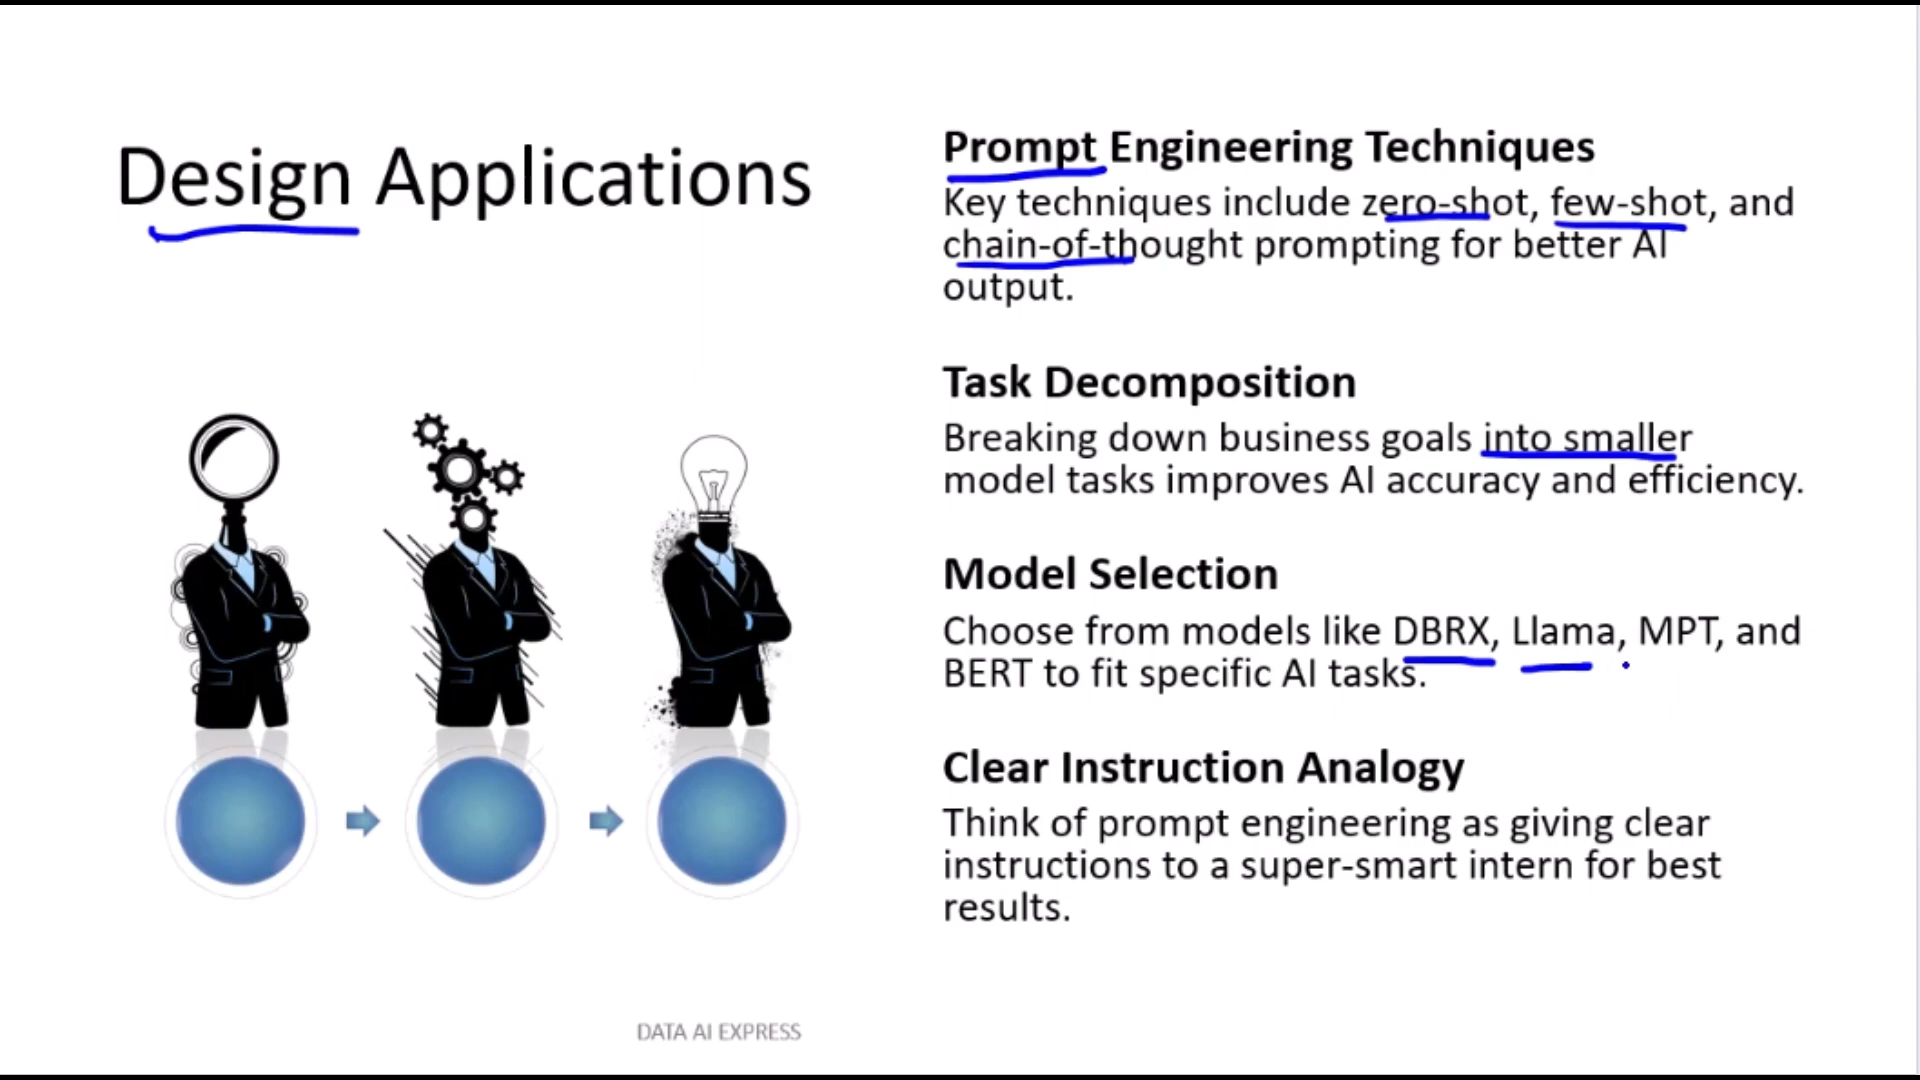 Design Applications
Prompt Engineering Techniques
Key techniques include zero-shot, few-shot, and
chain-of-thought prompting for better AI
output.
Task Decomposition
Breaking down business goals into smaller
model tasks improves AI accuracy and efficiency.
Model Selection
Choose from models like DBRX, Llama, MPT, and
BERT to fit specific AI tasks.
Clear Instruction Analogy
Think of prompt engineering as giving clear
instructions to a super-smart intern for best
results.
DATA AI EXPRESS